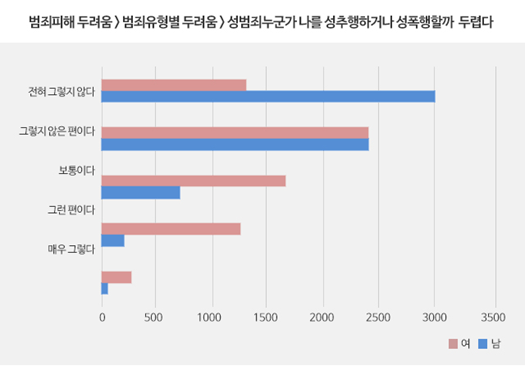 범죄피해 두려움 > 범죄유형별 두려움 > 성범죄누군가 나를 성추행하거나 성폭행할까 두렵다
전혀 그렇지 않다
그렇지 않은 편이다
보통이다
그런 편이다
매우 그렇다
0 500 1000 1500 2000 2500 3000 3500
여 남